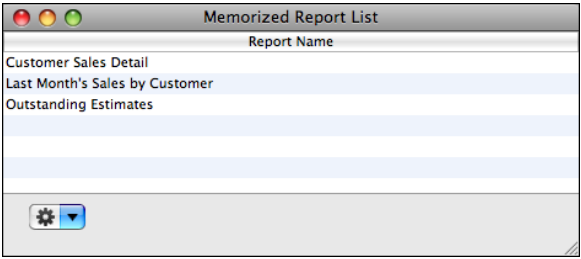 Memorized Report List
Report Name
Customer Sales Detail
Last Month's Sales by Customer
Outstanding Estimates